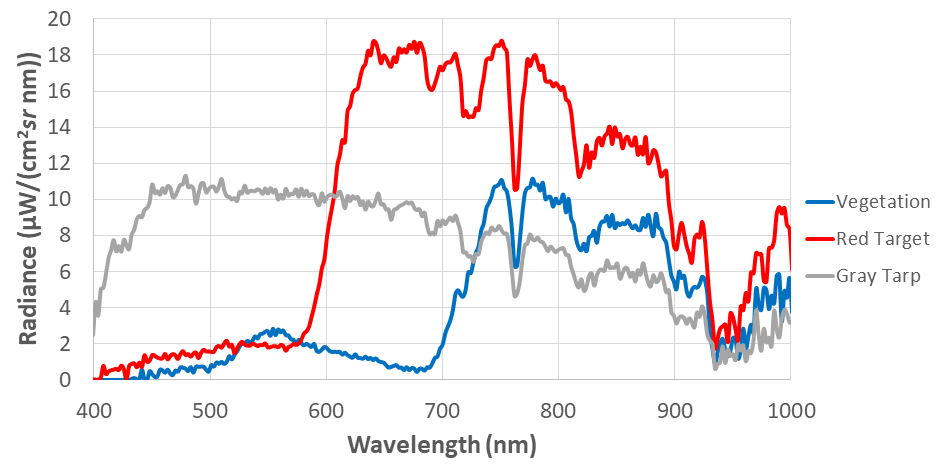 20
18
16
14
12
10
8
6
4
2
0
Radiance (µW/(cm²sr nm))
400 500 600 700 800 900 1000
Wavelength (nm)
Vegetation
Red Target
Gray Tarp